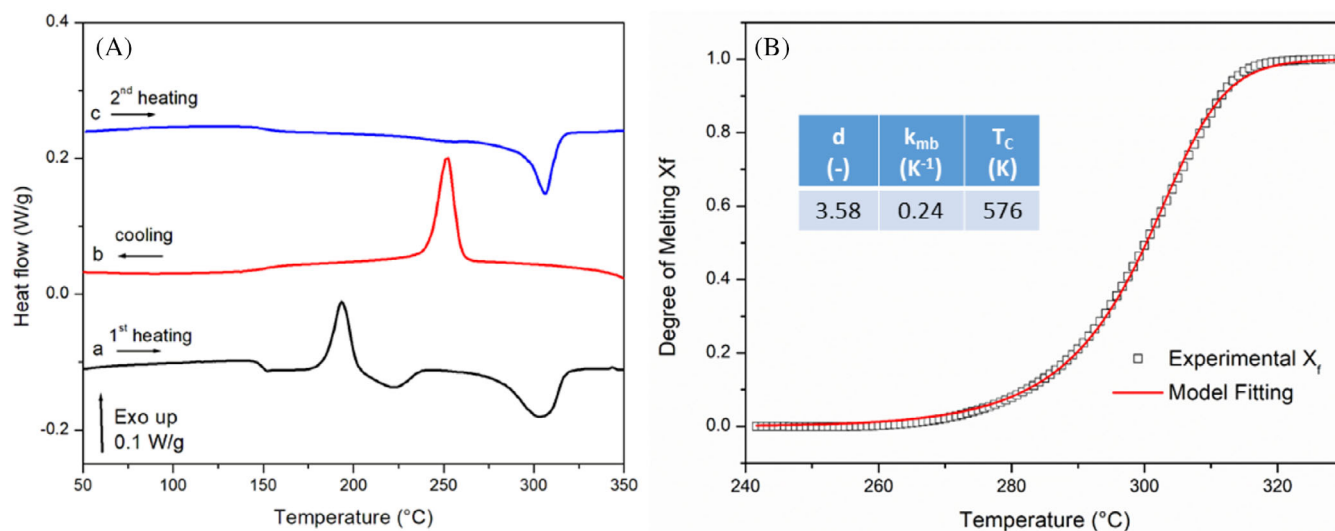 (A)
0.4
0.2
0.0
-0.2
Heat flow (W/g)
c 2nd heating
b cooling
a 1st heating
Exo up
0.1 W/g
50 100 150 200 250 300 350
Temperature (°C)
(B)
1.0
0.8
0.6
0.4
0.2
0.0
Degree of Melting Xf
d kmb TC
(-) (K-1) (K)
3.58 0.24 576
Experimental Xf
Model Fitting
240 260 280 300 320
Temperature (°C)